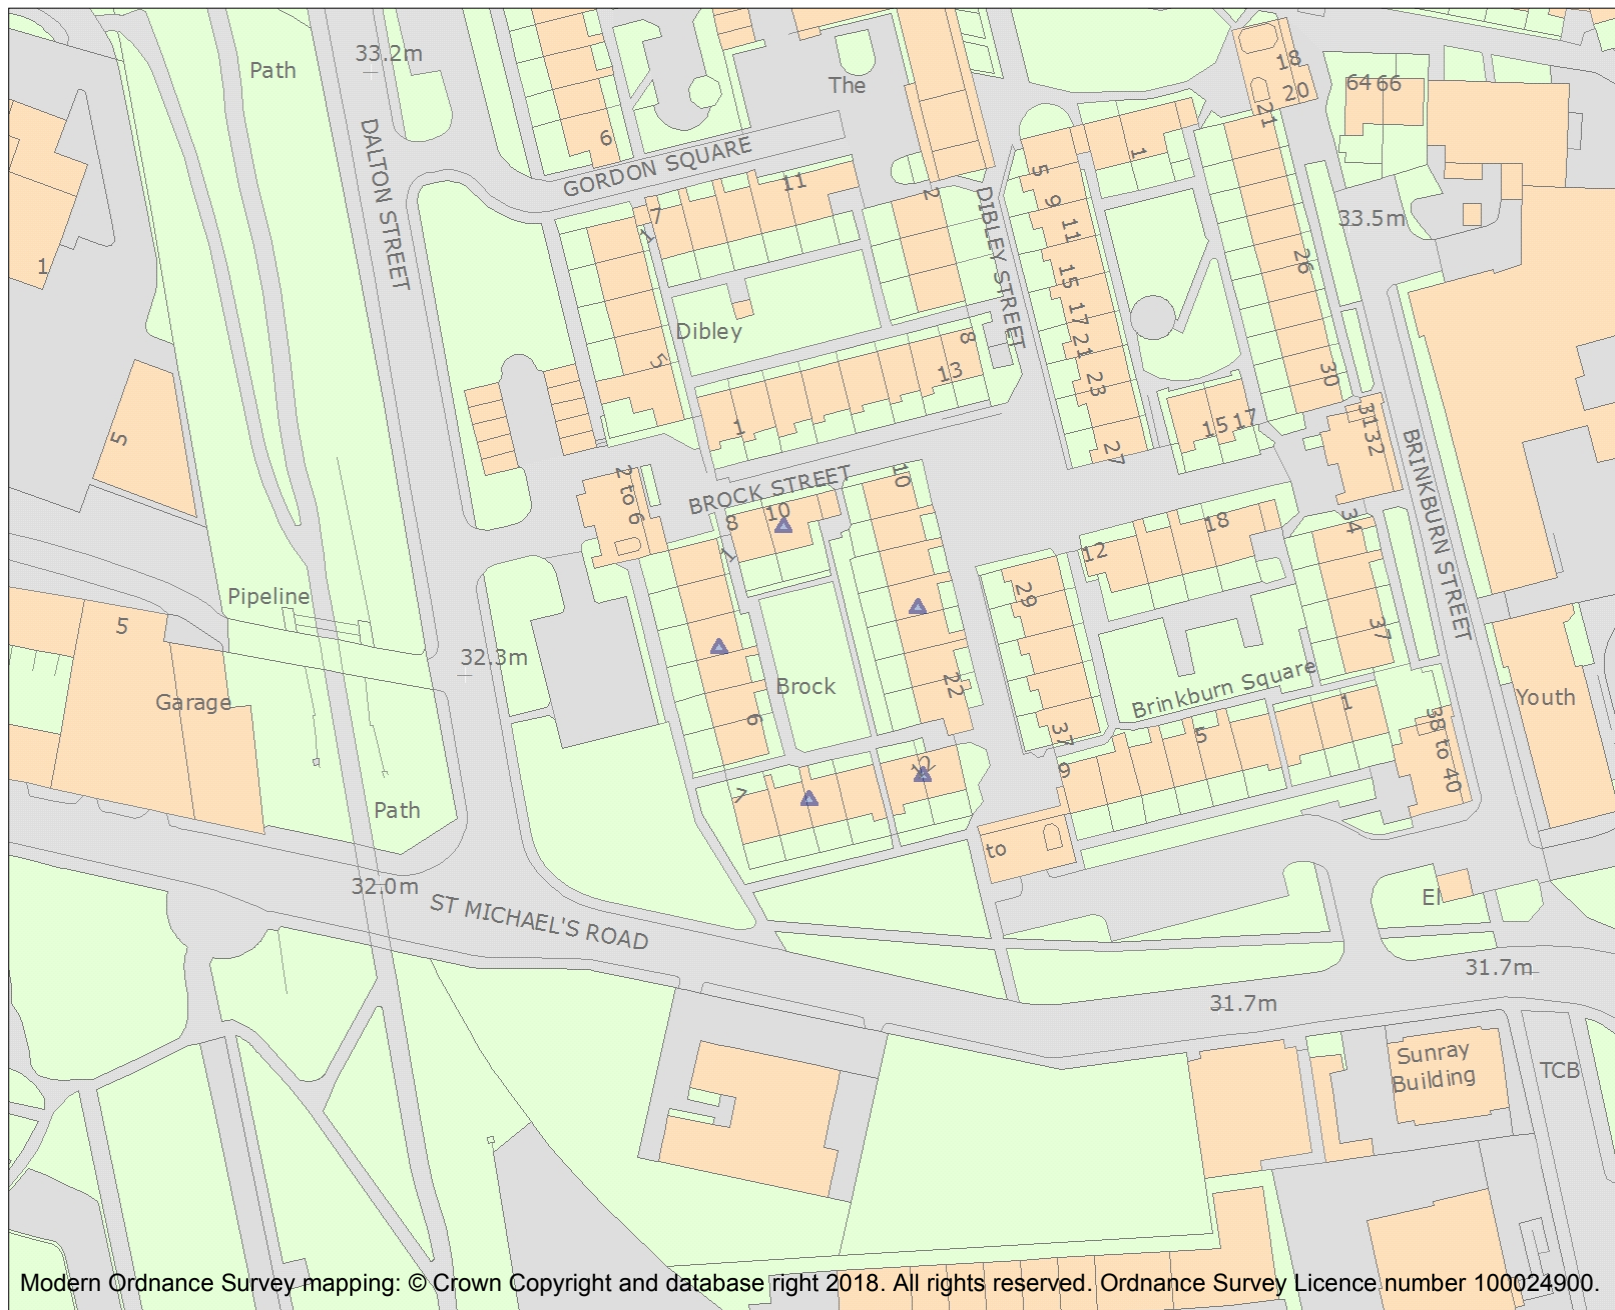 33.2m
Path
The
18
20
64 66
6
21
DALTON STREET
GORDON SQUARE
1
11
5
2
9
7
1
11
33.5m
DIBLEY STREET
26
1
15
17
Dibley
21
5
8
13
23
30
1
15 17
31
32
5
27
BRINKBURN STREET
BROCK STREET
2 to 6
10
8
10
34
18
12
1
29
Pipeline
5
37
32.3m
Brock
22
Brinkburn Square
Garage
Youth
6
1
38 to 40
37
5
9
12
7
Path
to
32.0m
ST MICHAEL'S ROAD
El
31.7m
31.7m
Sunray
Building
TCB
Modern Ordnance Survey mapping: © Crown Copyright and database right 2018. All rights reserved. Ordnance Survey Licence number 100024900.